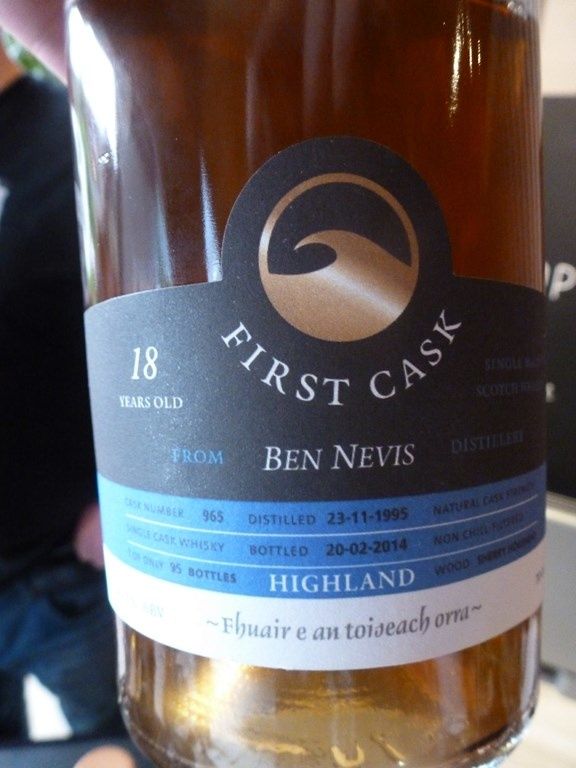 FIRST CASK
18
YEARS OLD
SINGLE MALT
SCOTCH WHISKY
FROM BEN NEVIS DISTILLERY
CASK NUMBER 965 DISTILLED 23-11-1995 NATURAL CASK STRENGTH
SINGLE CASK WHISKY BOTTLED 20-02-2014 NON CHILL-FILTERED
1 OF ONLY 95 BOTTLES HIGHLAND WOOD SHERRY
~Fhuair e an toiseach orra~